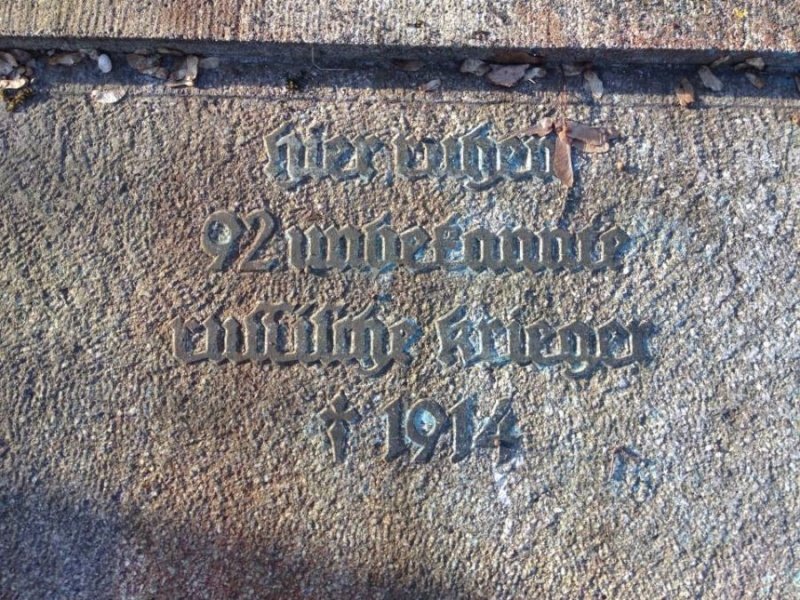 hier ruhen
92 unbekannte
russische krieger
† 1914